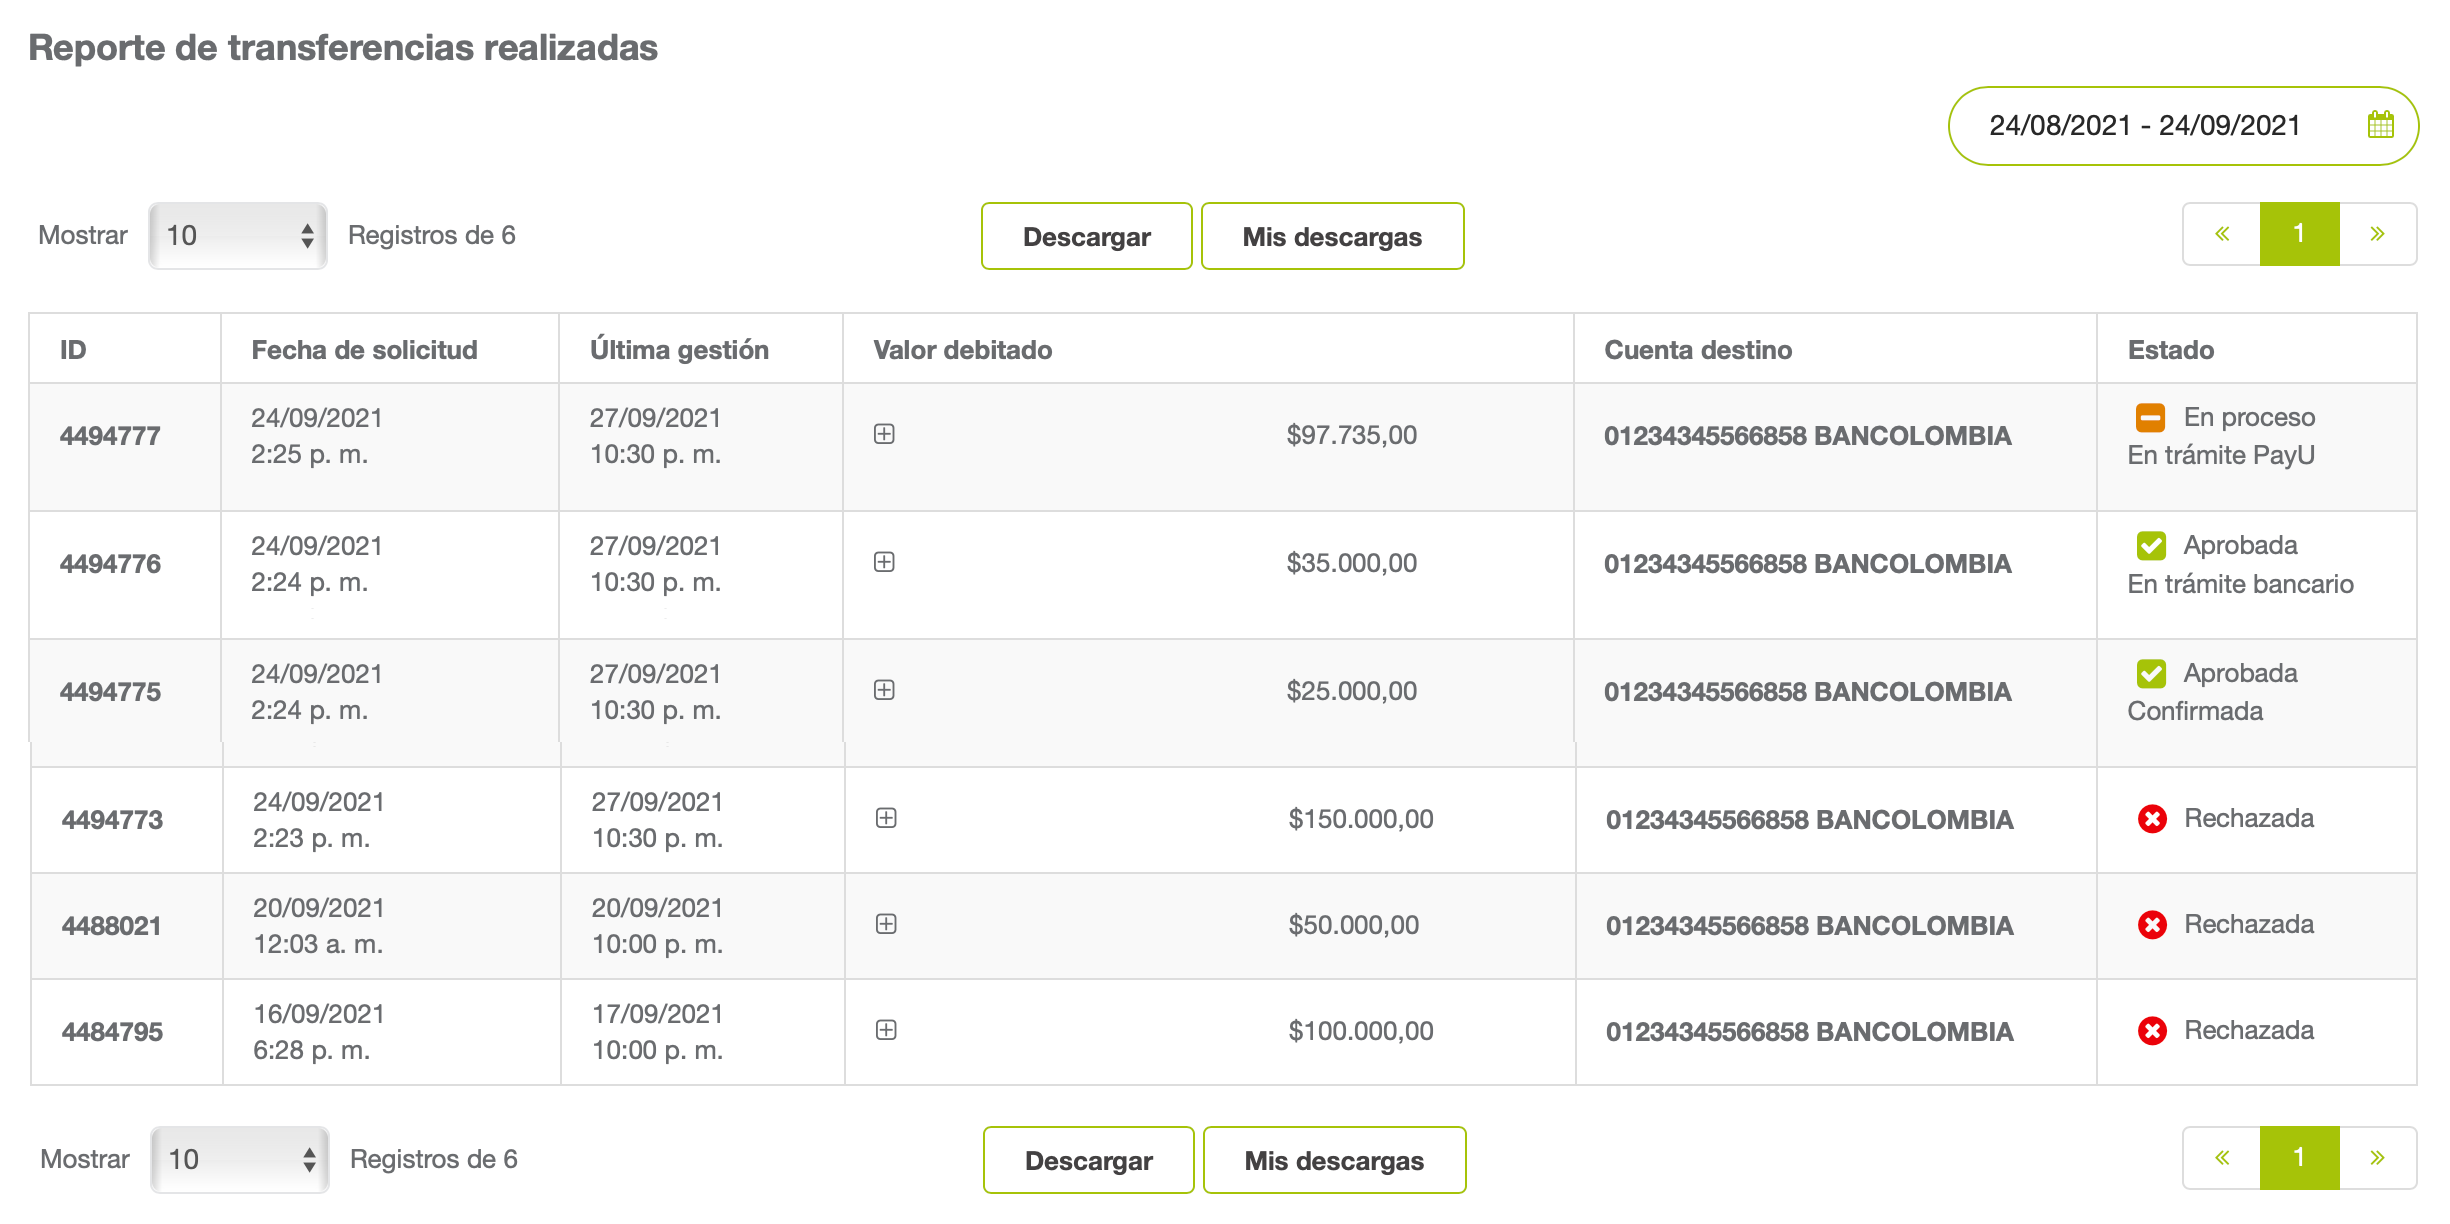 Reporte de transferencias realizadas
24/08/2021 - 24/09/2021
Mostrar 10 Registros de 6 Descargar Mis descargas « 1 »
ID Fecha de solicitud Última gestión Valor debitado Cuenta destino Estado
4494777 24/09/2021 2:25 p. m. 27/09/2021 10:30 p. m. $97.735,00 01234345566858 BANCOLOMBIA En proceso En trámite PayU
4494776 24/09/2021 2:24 p. m. 27/09/2021 10:30 p. m. $35.000,00 01234345566858 BANCOLOMBIA Aprobada En trámite bancario
4494775 24/09/2021 2:24 p. m. 27/09/2021 10:30 p. m. $25.000,00 01234345566858 BANCOLOMBIA Aprobada Confirmada
4494773 24/09/2021 2:23 p. m. 27/09/2021 10:30 p. m. $150.000,00 01234345566858 BANCOLOMBIA Rechazada
4488021 20/09/2021 12:03 a. m. 20/09/2021 10:00 p. m. $50.000,00 01234345566858 BANCOLOMBIA Rechazada
4484795 16/09/2021 6:28 p. m. 17/09/2021 10:00 p. m. $100.000,00 01234345566858 BANCOLOMBIA Rechazada
Mostrar 10 Registros de 6 Descargar Mis descargas « 1 »